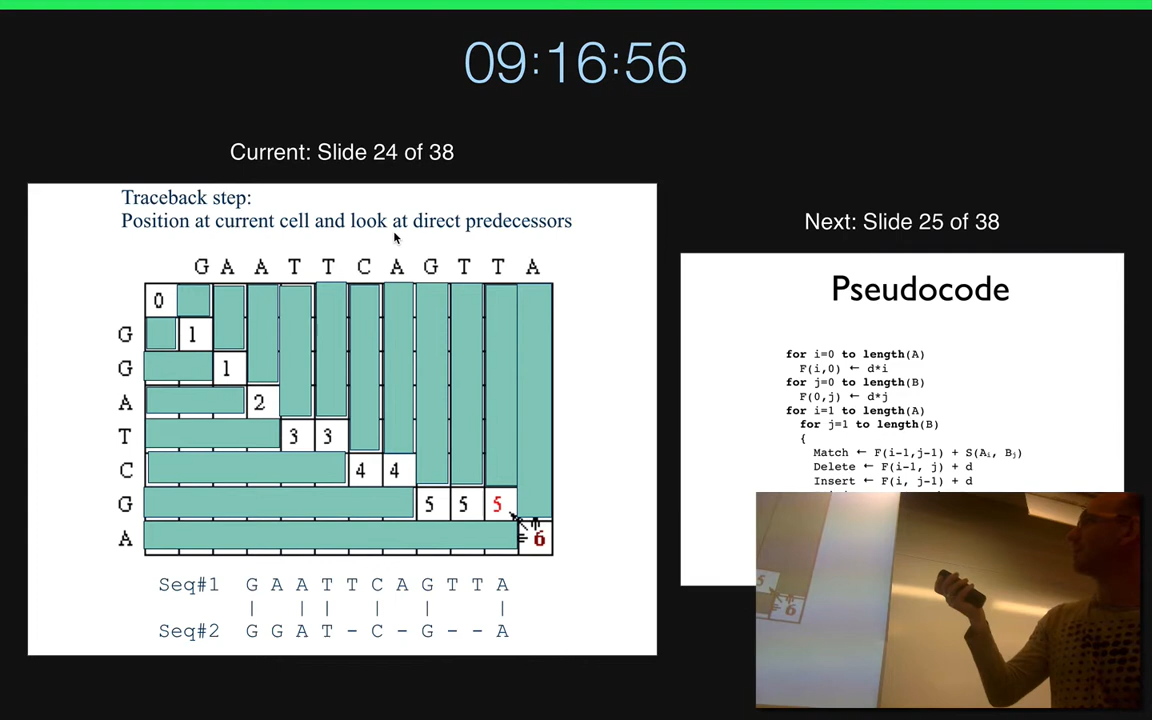 09:16:56
Current: Slide 24 of 38
Traceback step:
Position at current cell and look at direct predecessors
G A A T T C A G T T A
0
G 1
G 1
A 2
T 3 3
C 4 4
G 5 5 5
A 6
Seq#1 G A A T T C A G T T A
| | | | | |
Seq#2 G G A T - C - G - - A
Next: Slide 25 of 38
Pseudocode
for i=0 to length(A)
F(i,0) ← d*i
for j=0 to length(B)
F(0,j) ← d*j
for i=1 to length(A)
for j=1 to length(B)
{
Match ← F(i-1,j-1) + S(Ai, Bj)
Delete ← F(i-1, j) + d
Insert ← F(i, j-1) + d
5
6